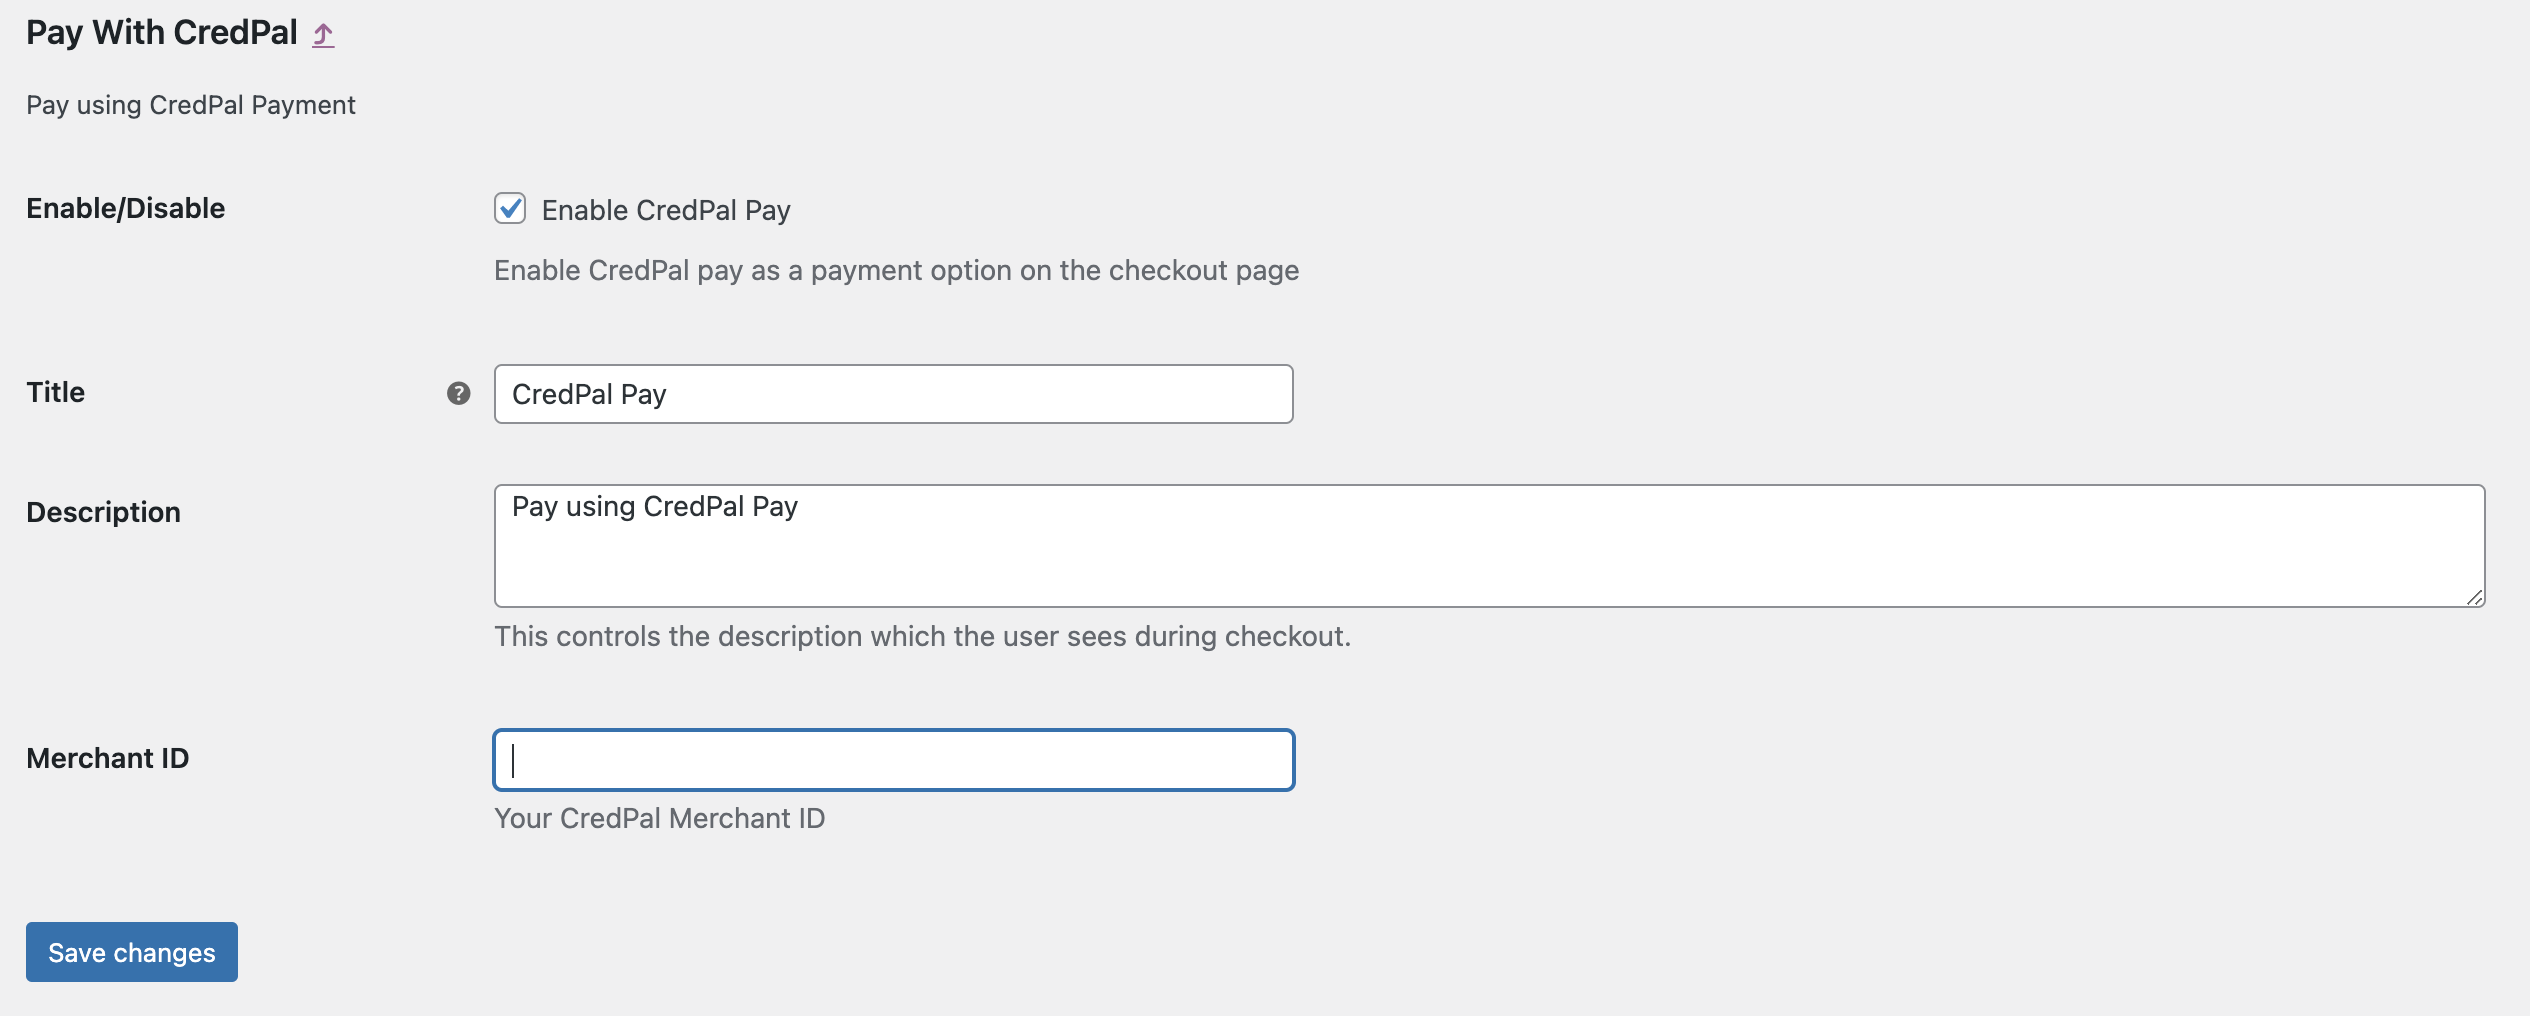 Pay With CredPal
Pay using CredPal Payment
Enable/Disable
Enable CredPal Pay
Enable CredPal pay as a payment option on the checkout page
Title
CredPal Pay
Description
Pay using CredPal Pay
This controls the description which the user sees during checkout.
Merchant ID
Your CredPal Merchant ID
Save changes